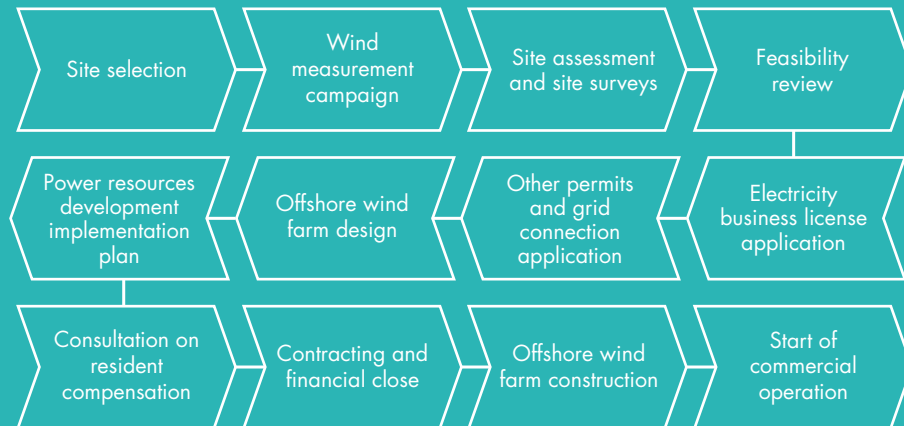 Site selection
Wind
measurement
campaign
Site assessment
and site surveys
Feasibility
review
Electricity
business license
application
Other permits
and grid
connection
application
Offshore wind
farm design
Power resources
development
implementation
plan
Consultation on
resident
compensation
Contracting and
financial close
Offshore wind
farm construction
Start of
commercial
operation